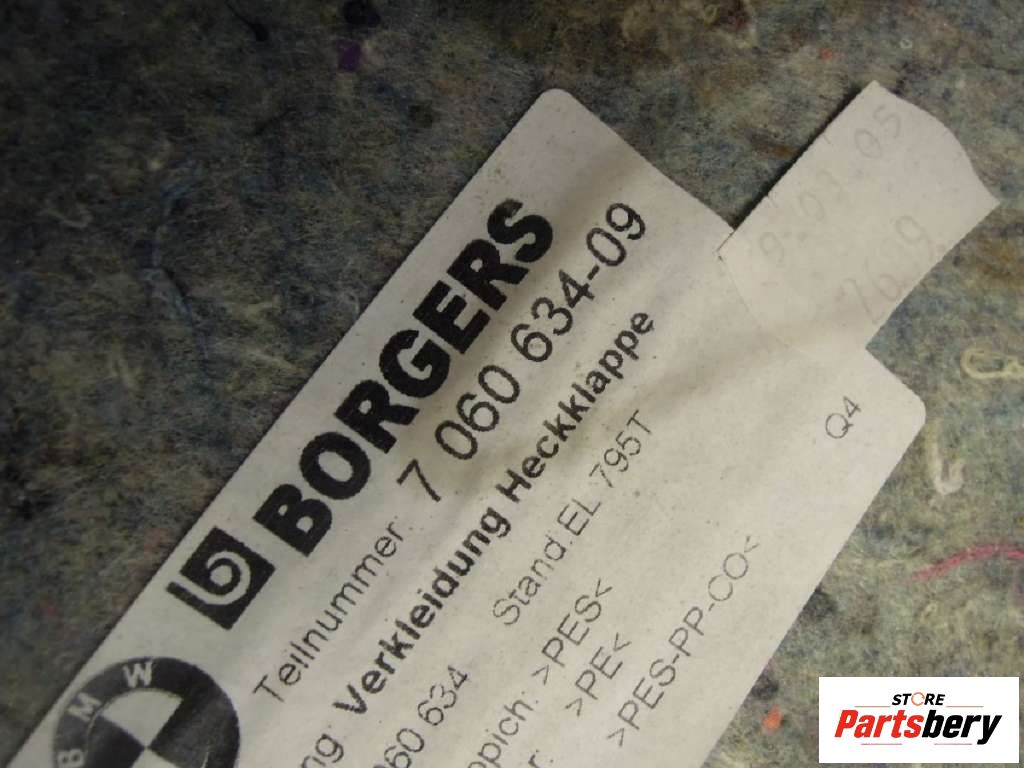 BORGERS
Teilnummer 7 060 634-09
Verkleidung Heckklappe
060 634
Stand:EL 795T
>PES<
>PE<
>PES-PP-CO<
Q4
BMW
STORE
Partsbery